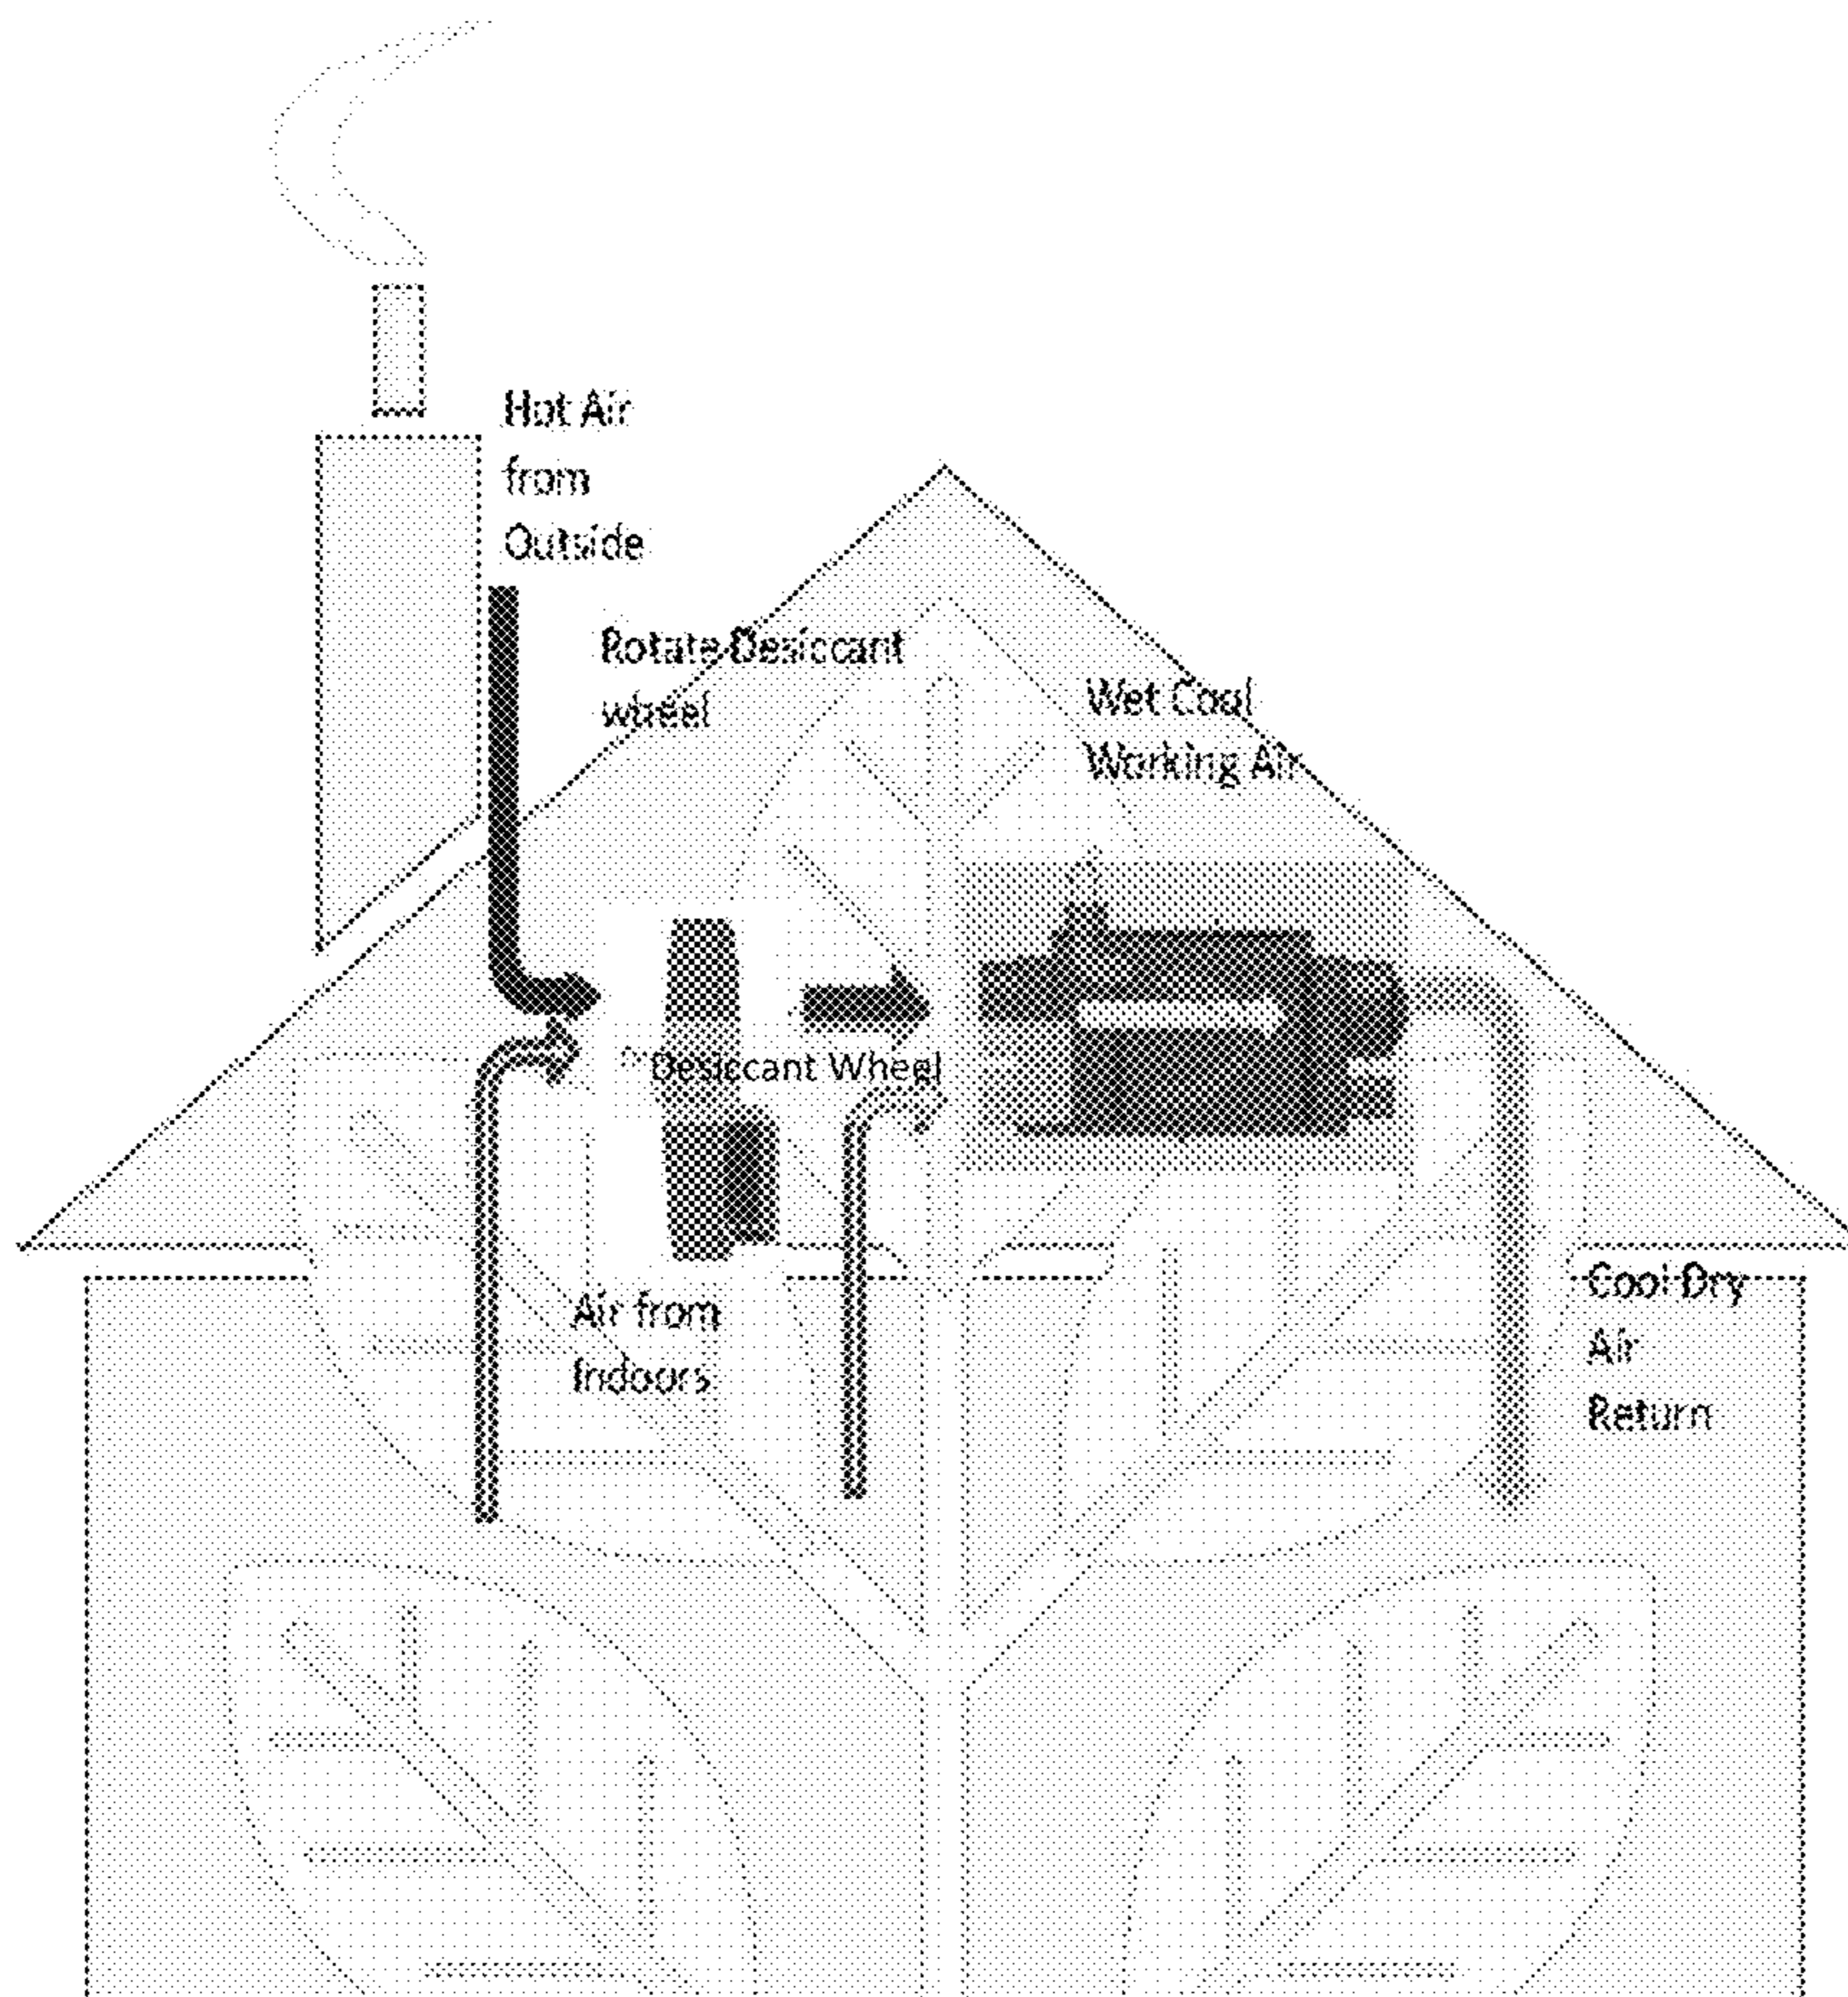 Hot Air
from
Outside
Rotate Desiccant
wheel
Wet Cool
Working Air
Desiccant Wheel
Air from
Indoors
Cool Dry
Air
Return